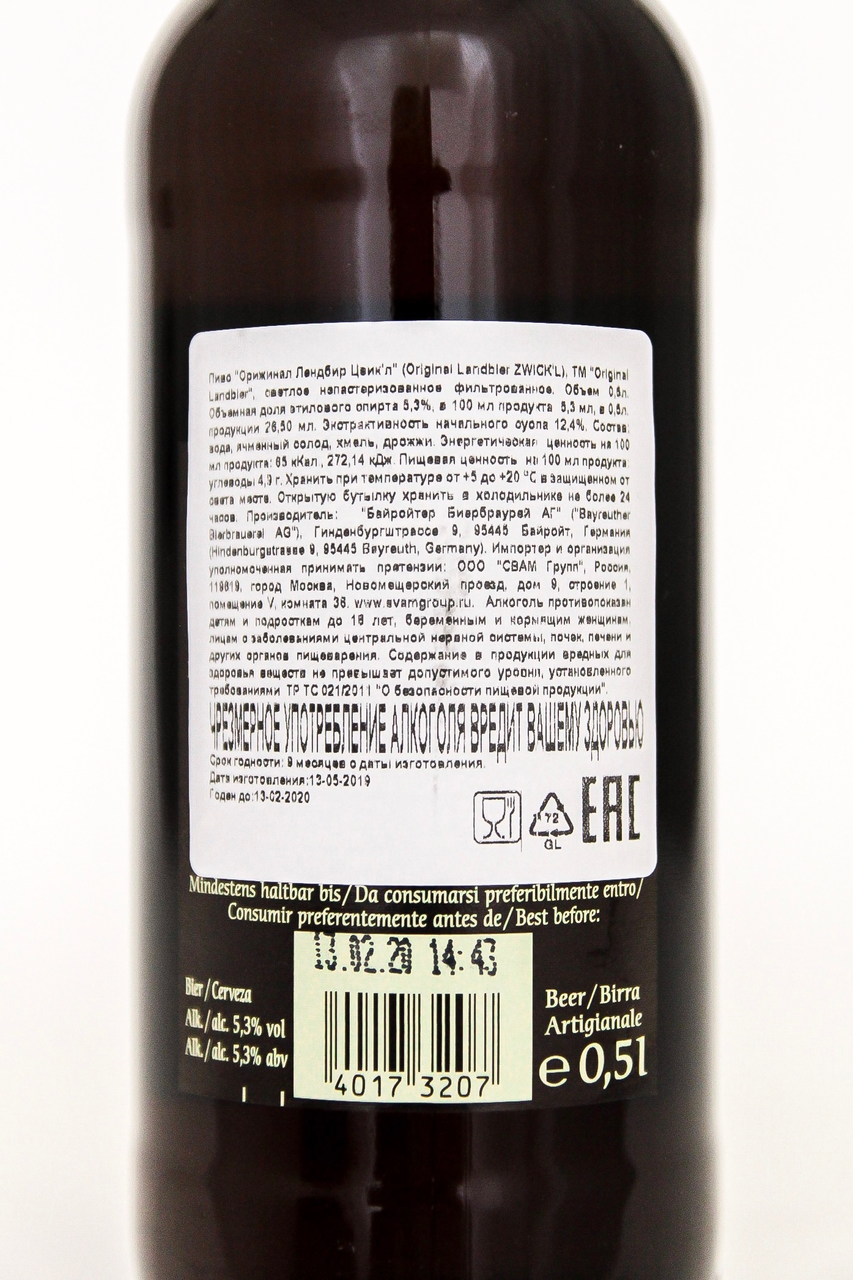 Пиво "Орижинал Лендбир Цвик'л" (Original Landbier ZWICK'L), ТМ "Original
Landbier", светлое непастеризованное фильтрованное. Объем 0,5л.
Объемная доля этилового спирта 5,3%, в 100 мл продукта 5,3 мл, в 0,5л.
продукции 26,50 мл. Экстрактивность начального сусла 12,4%. Состав:
вода, ячменный солод, хмель, дрожжи. Энергетическая ценность на 100
мл продукта: 65 кКал., 272,14 кДж. Пищевая ценность на 100 мл продукта:
углеводы 4,9 г. Хранить при температуре от +5 до +20 °C в защищенном от
света месте. Открытую бутылку хранить в холодильнике не более 24
часов. Производитель: "Байройтер Биербраурей АГ" ("Bayreuther
Bierbrauerei AG"), Гинденбургштрассе 9, 95445 Байройт, Германия
(Hindenburgstrasse 9, 95445 Bayreuth, Germany). Импортер и организация
уполномоченная принимать претензии: ООО "СВАМ Групп", Россия,
119619, город Москва, Новомещерский проезд, дом 9, строение 1,
помещение V, комната 36. www.svamgroup.ru. Алкоголь противопоказан
детям и подросткам до 18 лет, беременным и кормящим женщинам,
лицам с заболеваниями центральной нервной системы, почек, печени и
других органов пищеварения. Содержание в продукции вредных для
здоровья веществ не превышает допустимого уровня, установленного
требованиями ТР ТС 021/2011 "О безопасности пищевой продукции".
ЧРЕЗМЕРНОЕ УПОТРЕБЛЕНИЕ АЛКОГОЛЯ ВРЕДИТ ВАШЕМУ ЗДОРОВЬЮ
Срок годности: 9 месяцев с даты изготовления.
Дата изготовления:13-05-2019
Годен до:13-02-2020
72
GL
EAC
Mindestens haltbar bis/Da consumarsi preferibilmente entro/
Consumir preferentemente antes de/Best before:
13.02.20 14:43
Bier/Cerveza
Alk./alc. 5,3% vol
Alk./alc. 5,3% abv
4017 3207
Beer/Birra
Artigianale
e 0,5l